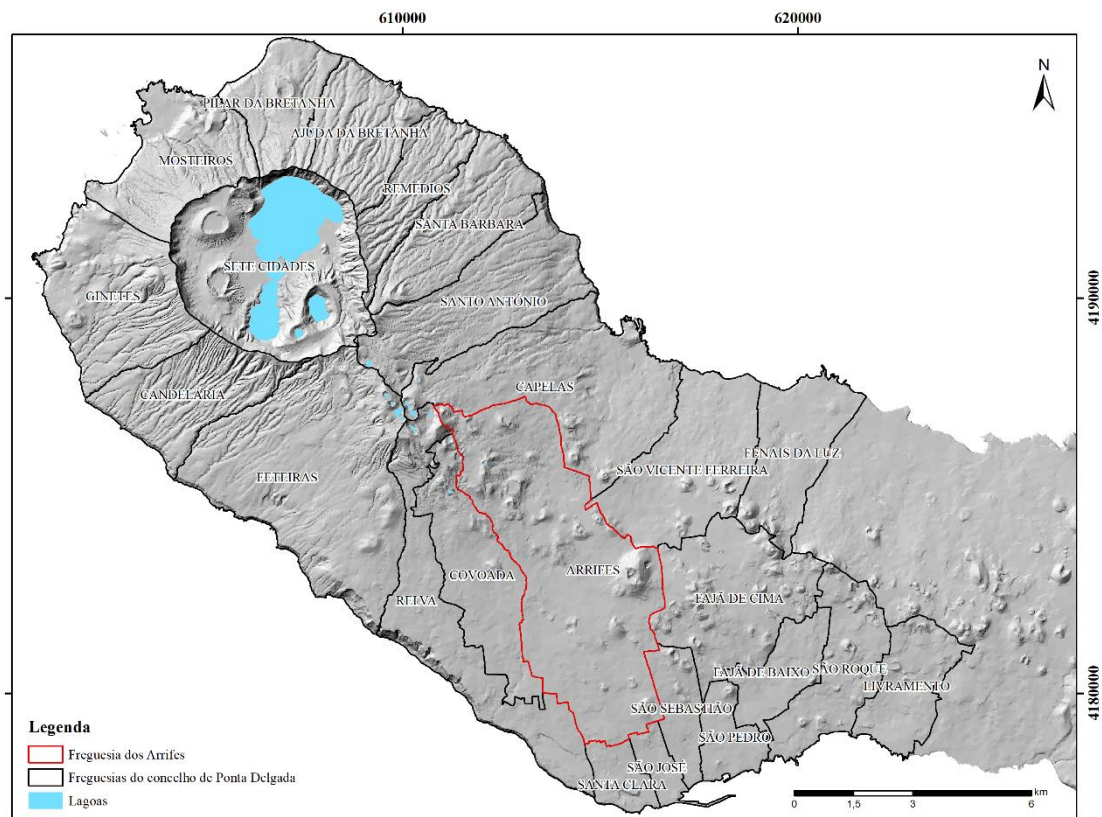 610000
620000
N
PILAR DA BRETANHA
AJUDA DA BRETANHA
MOSTEIROS
REMÉDIOS
SANTA BÁRBARA
SETE CIDADES
GINETES
SANTO ANTÓNIO
4190000
CANDELÁRIA
CAPELAS
FENAIS DA LUZ
SÃO VICENTE FERREIRA
FETEIRAS
ARRIFES
COVOADA
RELVA
FAJÃ DE CIMA
FAJÃ DE BAIXO
SÃO ROQUE
LIVRAMENTO
4180000
SÃO SEBASTIÃO
SÃO PEDRO
SÃO JOSÉ
SANTA CLARA
Legenda
Freguesia dos Arrifes
Freguesias do concelho de Ponta Delgada
Lagoas
km
0 1,5 3 6